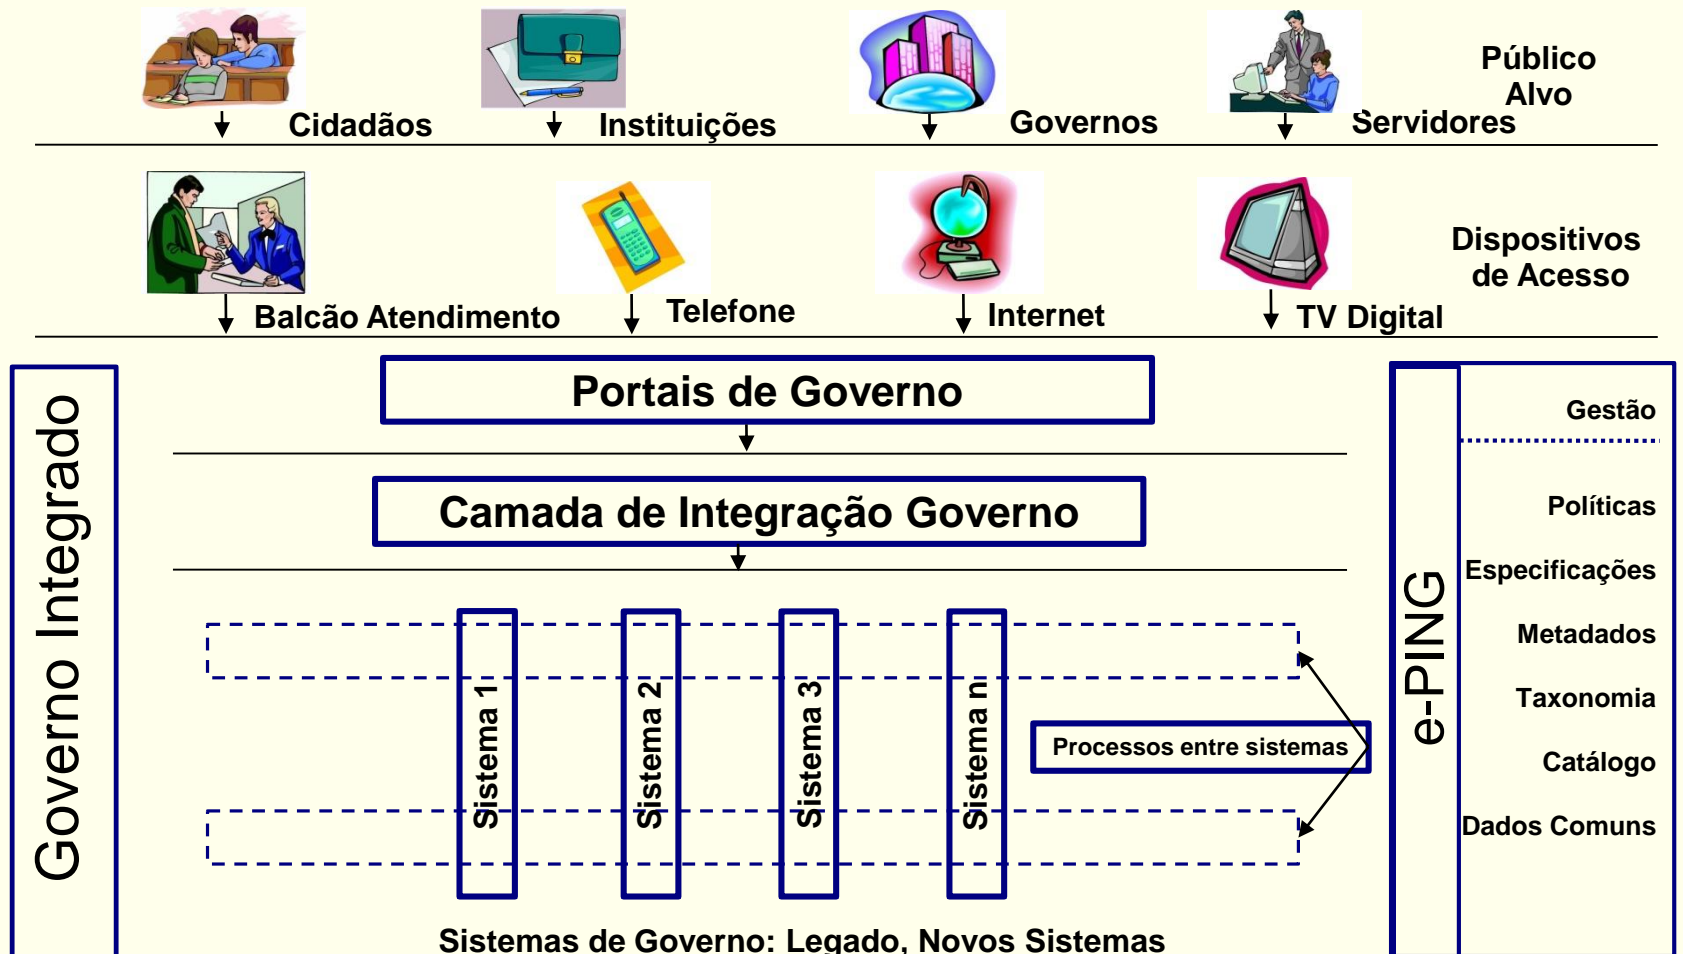 Público
Alvo
Cidadãos
Instituições
Governos
Servidores
Dispositivos
de Acesso
Balcão Atendimento
Telefone
Internet
TV Digital
Governo Integrado
Portais de Governo
Camada de Integração Governo
Sistema 1
Sistema 2
Sistema 3
Sistema n
Processos entre sistemas
Sistemas de Governo: Legado, Novos Sistemas
e-PING
Gestão
Políticas
Especificações
Metadados
Taxonomia
Catálogo
Dados Comuns